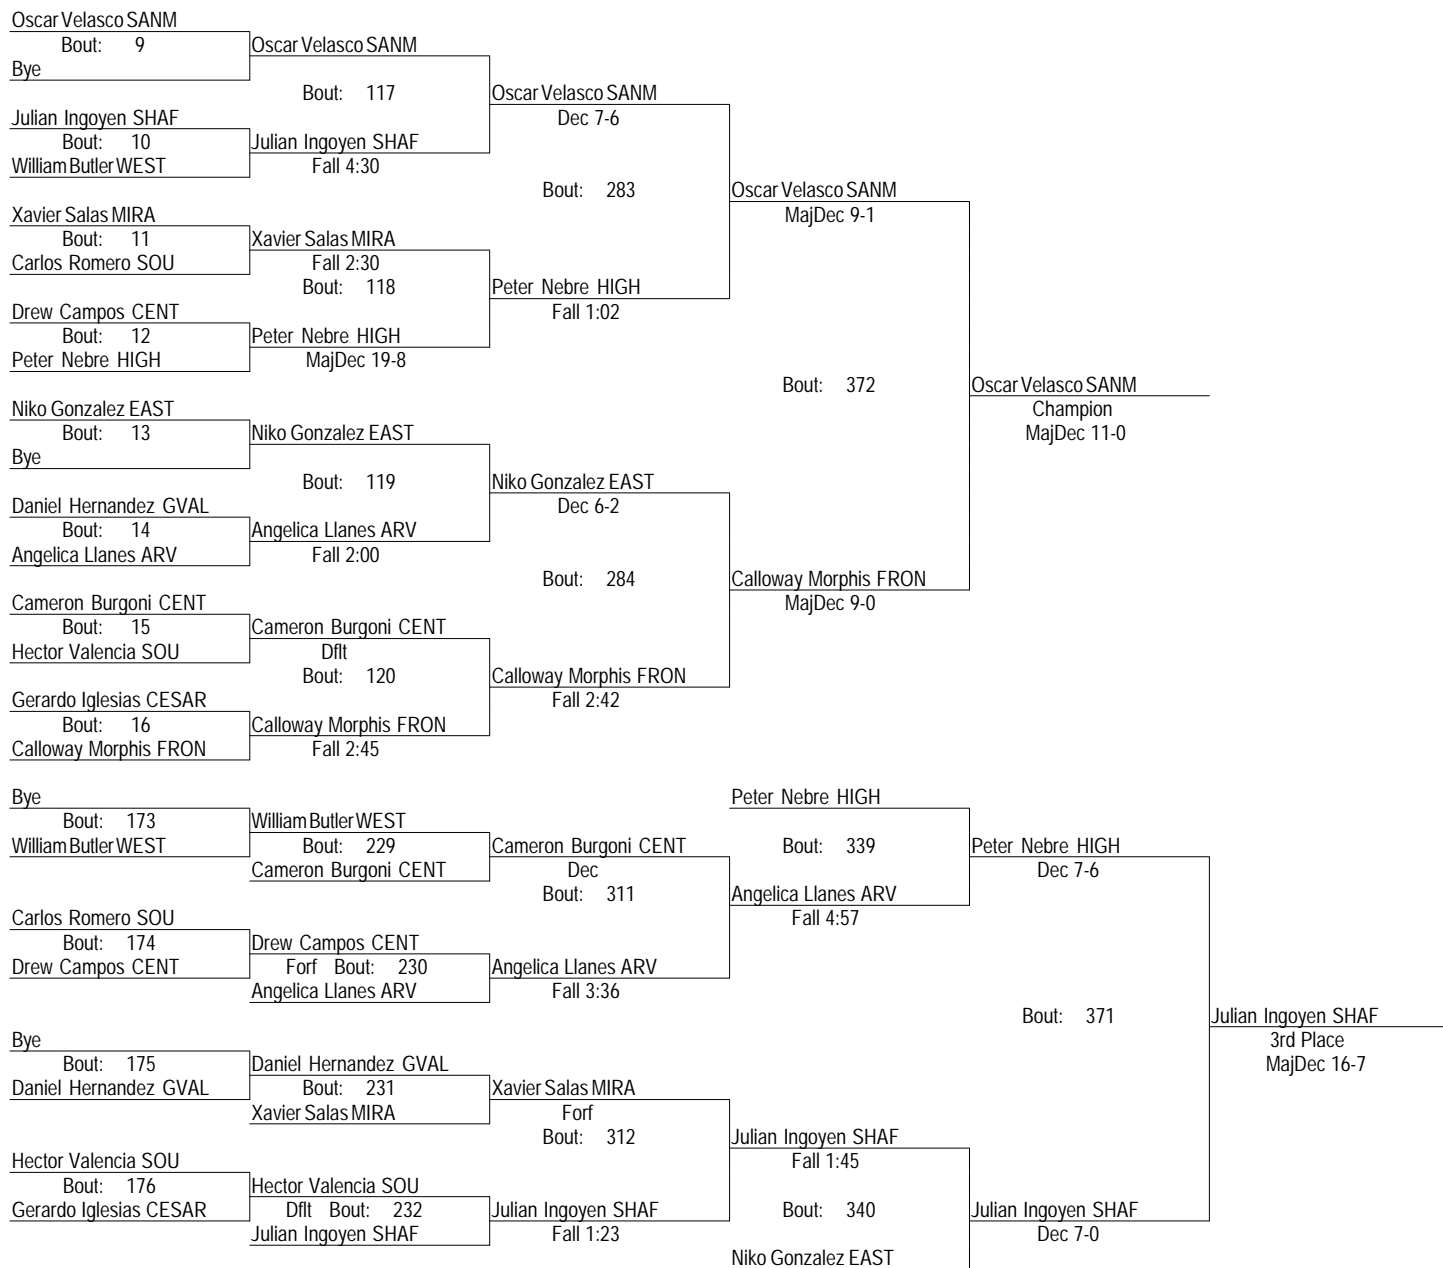 Oscar Velasco SANM
Bout: 9
Oscar Velasco SANM
Bye
Bout: 117
Oscar Velasco SANM
Dec 7-6
Julian Ingoyen SHAF
Bout: 10
Julian Ingoyen SHAF
William Butler WEST
Fall 4:30
Bout: 283
Oscar Velasco SANM
MajDec 9-1
Xavier Salas MIRA
Bout: 11
Xavier Salas MIRA
Carlos Romero SOU
Fall 2:30
Bout: 118
Peter Nebre HIGH
Fall 1:02
Drew Campos CENT
Bout: 12
Peter Nebre HIGH
Peter Nebre HIGH
MajDec 19-8
Bout: 372
Oscar Velasco SANM
Champion
MajDec 11-0
Niko Gonzalez EAST
Bout: 13
Niko Gonzalez EAST
Bye
Bout: 119
Niko Gonzalez EAST
Dec 6-2
Daniel Hernandez GVAL
Bout: 14
Angelica Llanes ARV
Angelica Llanes ARV
Fall 2:00
Bout: 284
Calloway Morphis FRON
MajDec 9-0
Cameron Burgoni CENT
Bout: 15
Cameron Burgoni CENT
Hector Valencia SOU
Dflt
Bout: 120
Calloway Morphis FRON
Fall 2:42
Gerardo Iglesias CESAR
Bout: 16
Calloway Morphis FRON
Calloway Morphis FRON
Fall 2:45
Bye
Peter Nebre HIGH
Bout: 173
William Butler WEST
William Butler WEST
Bout: 229
Cameron Burgoni CENT
Bout: 339
Peter Nebre HIGH
Cameron Burgoni CENT
Dec
Dec 7-6
Bout: 311
Angelica Llanes ARV
Fall 4:57
Carlos Romero SOU
Bout: 174
Drew Campos CENT
Drew Campos CENT
Forf Bout: 230
Angelica Llanes ARV
Angelica Llanes ARV
Fall 3:36
Bout: 371
Julian Ingoyen SHAF
3rd Place
MajDec 16-7
Bye
Bout: 175
Daniel Hernandez GVAL
Daniel Hernandez GVAL
Bout: 231
Xavier Salas MIRA
Xavier Salas MIRA
Forf
Bout: 312
Julian Ingoyen SHAF
Fall 1:45
Hector Valencia SOU
Bout: 176
Hector Valencia SOU
Gerardo Iglesias CESAR
Dflt Bout: 232
Julian Ingoyen SHAF
Bout: 340
Julian Ingoyen SHAF
Julian Ingoyen SHAF
Fall 1:23
Dec 7-0
Niko Gonzalez EAST